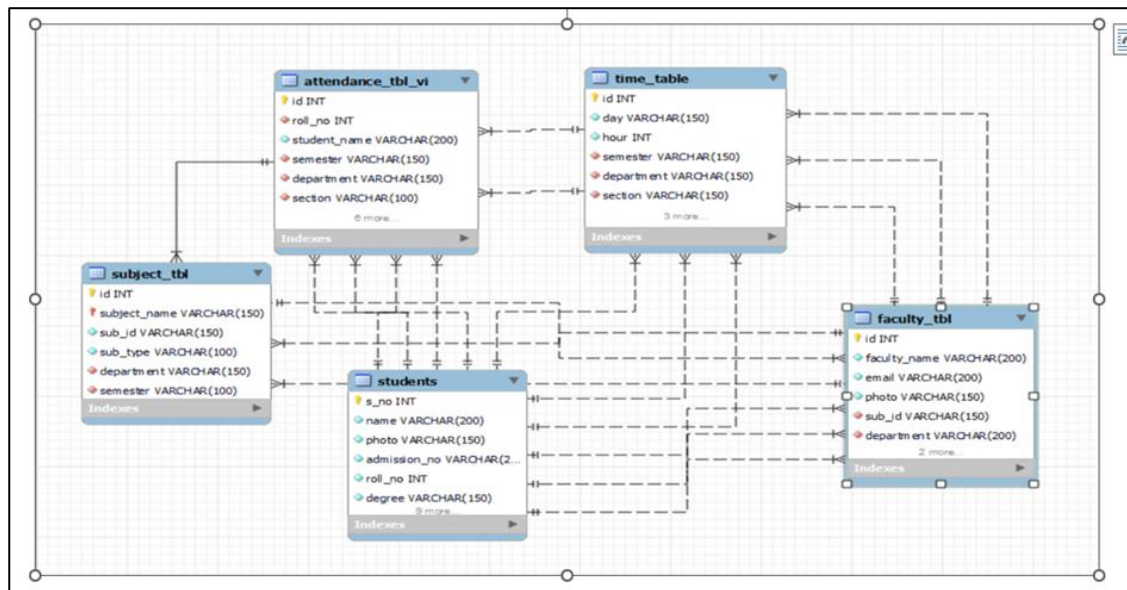 attendance_tbl_vi
id INT
roll_no INT
student_name VARCHAR(200)
semester VARCHAR(150)
department VARCHAR(150)
section VARCHAR(100)
6 more...
Indexes
time_table
id INT
day VARCHAR(150)
hour INT
semester VARCHAR(150)
department VARCHAR(150)
section VARCHAR(150)
3 more...
Indexes
subject_tbl
id INT
subject_name VARCHAR(150)
sub_id VARCHAR(150)
sub_type VARCHAR(100)
department VARCHAR(150)
semester VARCHAR(100)
Indexes
students
s_no INT
name VARCHAR(200)
photo VARCHAR(150)
admission_no VARCHAR(2...
roll_no INT
degree VARCHAR(150)
9 more...
Indexes
faculty_tbl
id INT
faculty_name VARCHAR(200)
email VARCHAR(200)
photo VARCHAR(150)
sub_id VARCHAR(150)
department VARCHAR(200)
2 more...
Indexes